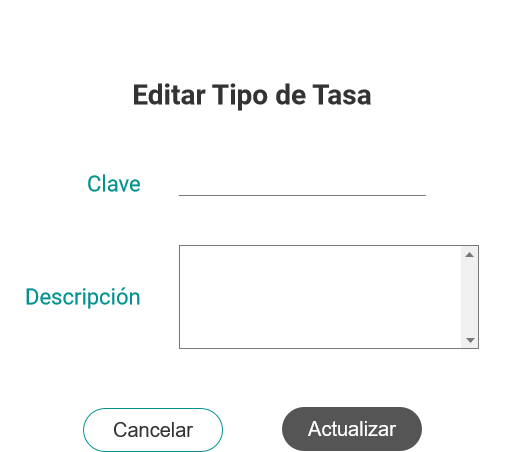 Editar Tipo de Tasa
Clave
Descripción
Cancelar
Actualizar